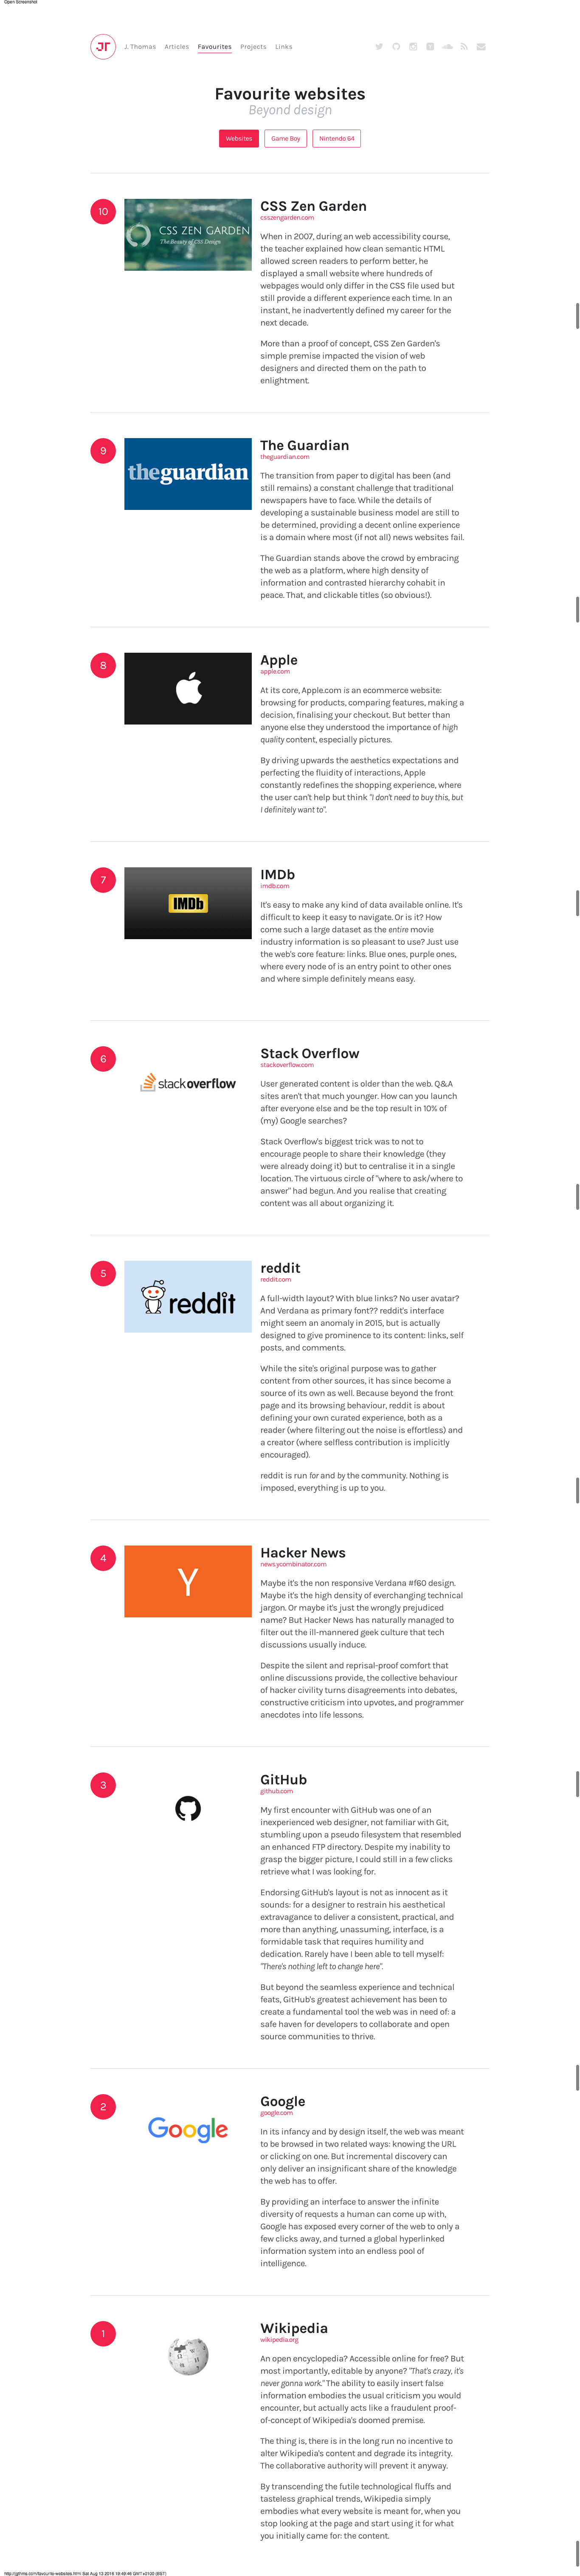 Open Screenshot
JT
J. Thomas Articles Favourites Projects Links
Favourite websites
Beyond design
Websites Game Boy Nintendo 64
10
CSS ZEN GARDEN
The Beauty of CSS Design
CSS Zen Garden
csszengarden.com
When in 2007, during an web accessibility course,
the teacher explained how clean semantic HTML
allowed screen readers to perform better, he
displayed a small website where hundreds of
webpages would only differ in the CSS file used but
still provide a different experience each time. In an
instant, he inadvertently defined my career for the
next decade.
More than a proof of concept, CSS Zen Garden's
simple premise impacted the vision of web
designers and directed them on the path to
enlightment.
9
theguardian
The Guardian
theguardian.com
The transition from paper to digital has been (and
still remains) a constant challenge that traditional
newspapers have to face. While the details of
developing a sustainable business model are still to
be determined, providing a decent online experience
is a domain where most (if not all) news websites fail.
The Guardian stands above the crowd by embracing
the web as a platform, where high density of
information and contrasted hierarchy cohabit in
peace. That, and clickable titles (so obvious!).
8
Apple
apple.com
At its core, Apple.com is an ecommerce website:
browsing for products, comparing features, making a
decision, finalising your checkout. But better than
anyone else they understood the importance of high
quality content, especially pictures.
By driving upwards the aesthetics expectations and
perfecting the fluidity of interactions, Apple
constantly redefines the shopping experience, where
the user can't help but think "I don't need to buy this, but
I definitely want to".
7
IMDb
IMDb
imdb.com
It's easy to make any kind of data available online. It's
difficult to keep it easy to navigate. Or is it? How
come such a large dataset as the entire movie
industry information is so pleasant to use? Just use
the web's core feature: links. Blue ones, purple ones,
where every node of is an entry point to other ones
and where simple definitely means easy.
6
stackoverflow
Stack Overflow
stackoverflow.com
User generated content is older than the web. Q&A
sites aren't that much younger. How can you launch
after everyone else and be the top result in 10% of
(my) Google searches?
Stack Overflow's biggest trick was to not to
encourage people to share their knowledge (they
were already doing it) but to centralise it in a single
location. The virtuous circle of "where to ask/where to
answer" had begun. And you realise that creating
content was all about organizing it.
5
reddit
reddit
reddit.com
A full-width layout? With blue links? No user avatar?
And Verdana as primary font?? reddit's interface
might seem an anomaly in 2015, but is actually
designed to give prominence to its content: links, self
posts, and comments.
While the site's original purpose was to gather
content from other sources, it has since become a
source of its own as well. Because beyond the front
page and its browsing behaviour, reddit is about
defining your own curated experience, both as a
reader (where filtering out the noise is effortless) and
a creator (where selfless contribution is implicitly
encouraged).
reddit is run for and by the community. Nothing is
imposed, everything is up to you.
4
Y
Hacker News
news.ycombinator.com
Maybe it's the non responsive Verdana #f60 design.
Maybe it's the high density of everchanging technical
jargon. Or maybe it's just the wrongly prejudiced
name? But Hacker News has naturally managed to
filter out the ill-mannered geek culture that tech
discussions usually induce.
Despite the silent and reprisal-proof comfort that
online discussions provide, the collective behaviour
of hacker civility turns disagreements into debates,
constructive criticism into upvotes, and programmer
anecdotes into life lessons.
3
GitHub
github.com
My first encounter with GitHub was one of an
inexperienced web designer, not familiar with Git,
stumbling upon a pseudo filesystem that resembled
an enhanced FTP directory. Despite my inability to
grasp the bigger picture, I could still in a few clicks
retrieve what I was looking for.
Endorsing GitHub's layout is not as innocent as it
sounds: for a designer to restrain his aesthetical
extravagance to deliver a consistent, practical, and
more than anything, unassuming, interface, is a
formidable task that requires humility and
dedication. Rarely have I been able to tell myself:
"There's nothing left to change here".
But beyond the seamless experience and technical
feats, GitHub's greatest achievement has been to
create a fundamental tool the web was in need of: a
safe haven for developers to collaborate and open
source communities to thrive.
2
Google
Google
google.com
In its infancy and by design itself, the web was meant
to be browsed in two related ways: knowing the URL
or clicking on one. But incremental discovery can
only deliver an insignificant share of the knowledge
the web has to offer.
By providing an interface to answer the infinite
diversity of requests a human can come up with,
Google has exposed every corner of the web to only a
few clicks away, and turned a global hyperlinked
information system into an endless pool of
intelligence.
1
Wikipedia
wikipedia.org
An open encyclopedia? Accessible online for free? But
most importantly, editable by anyone? "That's crazy, it's
never gonna work." The ability to easily insert false
information embodies the usual criticism you would
encounter, but actually acts like a fraudulent proof-
of-concept of Wikipedia's doomed premise.
The thing is, there is in the long run no incentive to
alter Wikipedia's content and degrade its integrity.
The collaborative authority will prevent it anyway.
By transcending the futile technological fluffs and
tasteless graphical trends, Wikipedia simply
embodies what every website is meant for, when you
stop looking at the page and start using it for what
you initially came for: the content.
http://jgthms.com/favourite-websites.html Sat Aug 13 2016 19:49:46 GMT+0100 (BST)